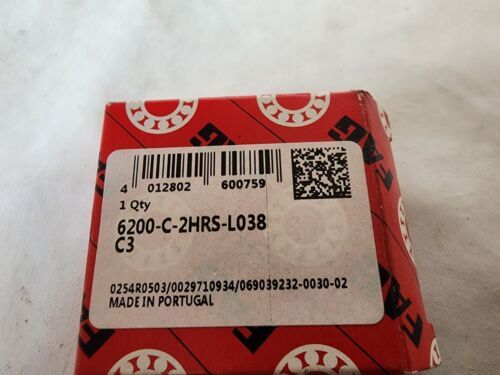 4 012802 600759
1 Qty
6200-C-2HRS-L038
C3
0254R0503/0029710934/069039232-0030-02
MADE IN PORTUGAL
FAG
FAG
FAG